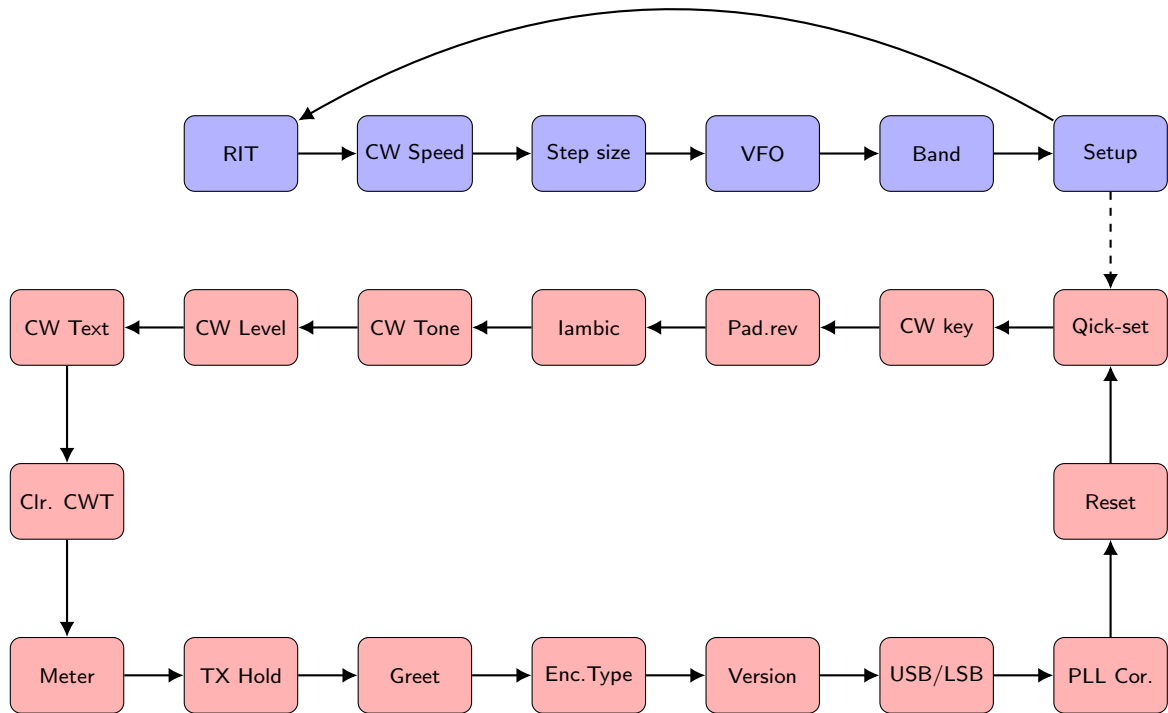 RIT
CW Speed
Step size
VFO
Band
Setup
CW Text
CW Level
CW Tone
Iambic
Pad.rev
CW key
Qick-set
Clr. CWT
Reset
Meter
TX Hold
Greet
Enc.Type
Version
USB/LSB
PLL Cor.